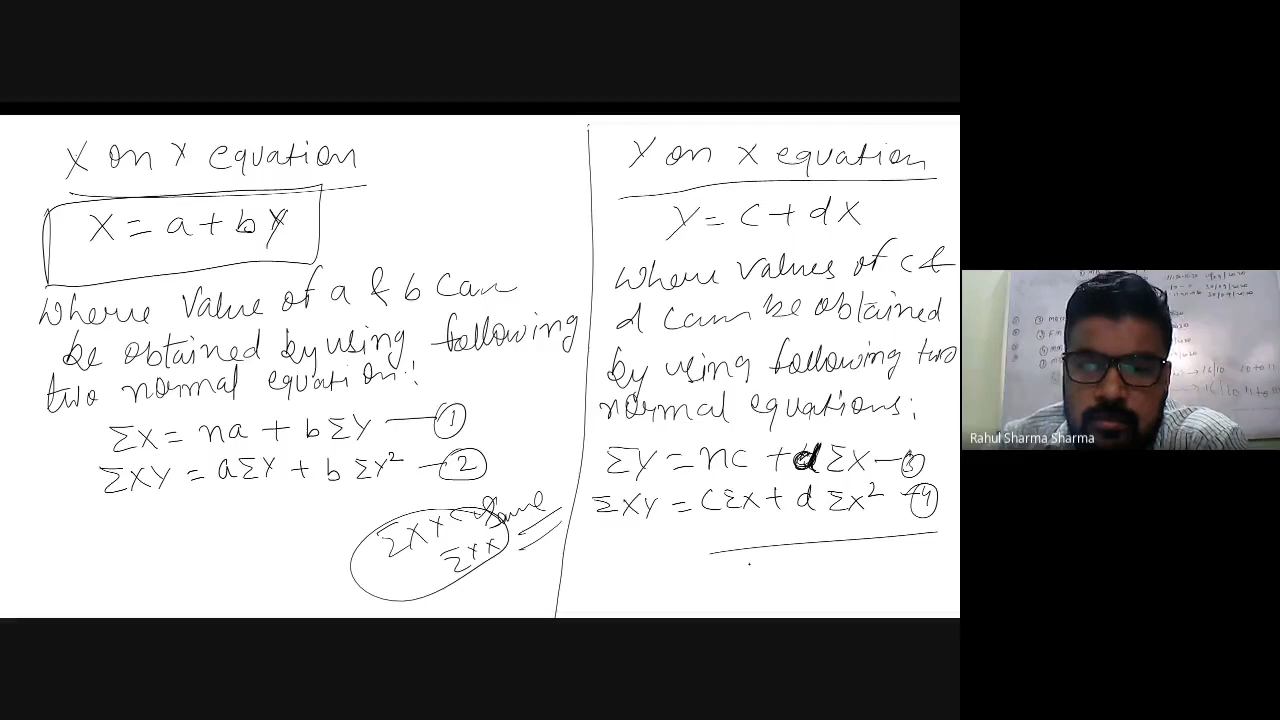 X on Y equation
X = a + bY
Where Value of a & b Can
be obtained by using following
two normal equation:
ΣX = na + bΣY — ①
ΣXY = aΣY + bΣY² — ②
ΣXY Same
ΣYX
Y on X equation
Y = c + dX
Where Values of c &
d can be obtained
by using following two
normal equations:
ΣY = nc + dΣX — ③
ΣXY = CΣX + d ΣX² — ④
Rahul Sharma Sharma